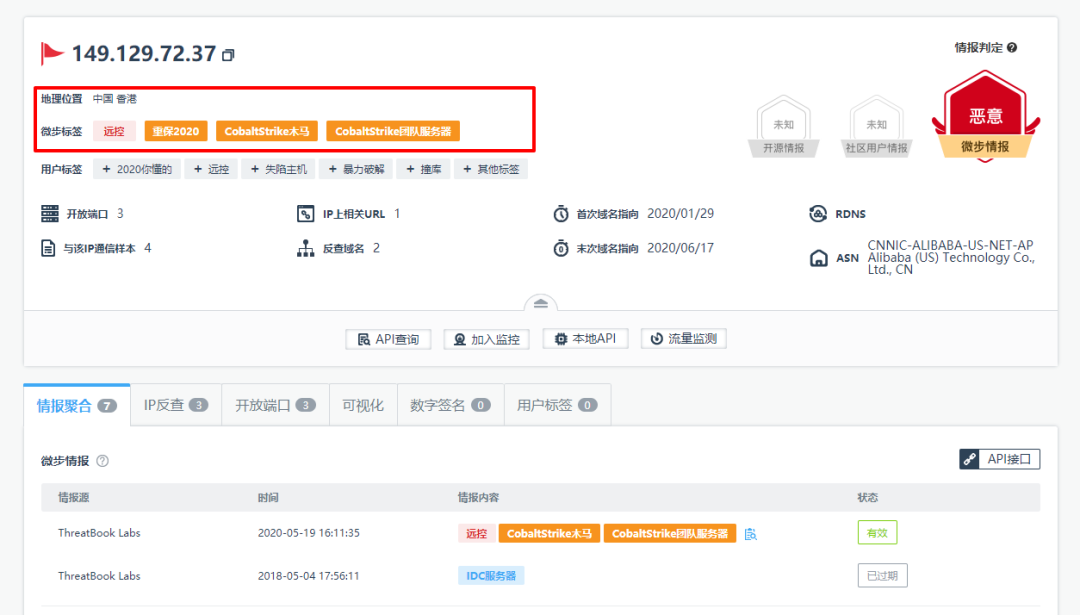 149.129.72.37
情报判定
地理位置 中国 香港
微步标签 远控 重保2020 CobaltStrike木马 CobaltStrike团队服务器
未知 未知 恶意
开源情报 社区用户情报 微步情报
用户标签 + 2020你懂的 + 远控 + 失陷主机 + 暴力破解 + 撞库 + 其他标签
开放端口 3 IP上相关URL 1 首次域名指向 2020/01/29 RDNS
与该IP通信样本 4 反查域名 2 末次域名指向 2020/06/17 ASN CNNIC-ALIBABA-US-NET-AP
Alibaba (US) Technology Co.,
Ltd., CN
API查询 加入监控 本地API 流量监测
情报聚合 7 IP反查 3 开放端口 3 可视化 数字签名 0 用户标签 0
微步情报 API接口
情报源 时间 情报内容 状态
ThreatBook Labs 2020-05-19 16:11:35 远控 CobaltStrike木马 CobaltStrike团队服务器 有效
ThreatBook Labs 2018-05-04 17:56:11 IDC服务器 已过期